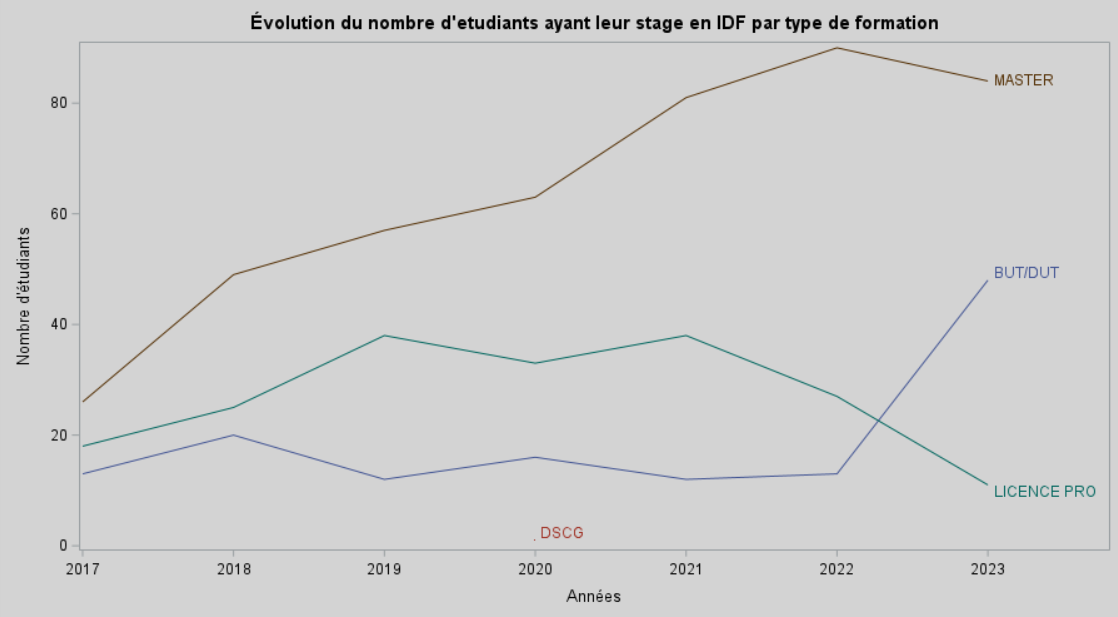 Évolution du nombre d'etudiants ayant leur stage en IDF par type de formation
MASTER
80
60
BUT/DUT
Nombre d'étudiants
40
20
LICENCE PRO
DSCG
0
2017 2018 2019 2020 2021 2022 2023
Années